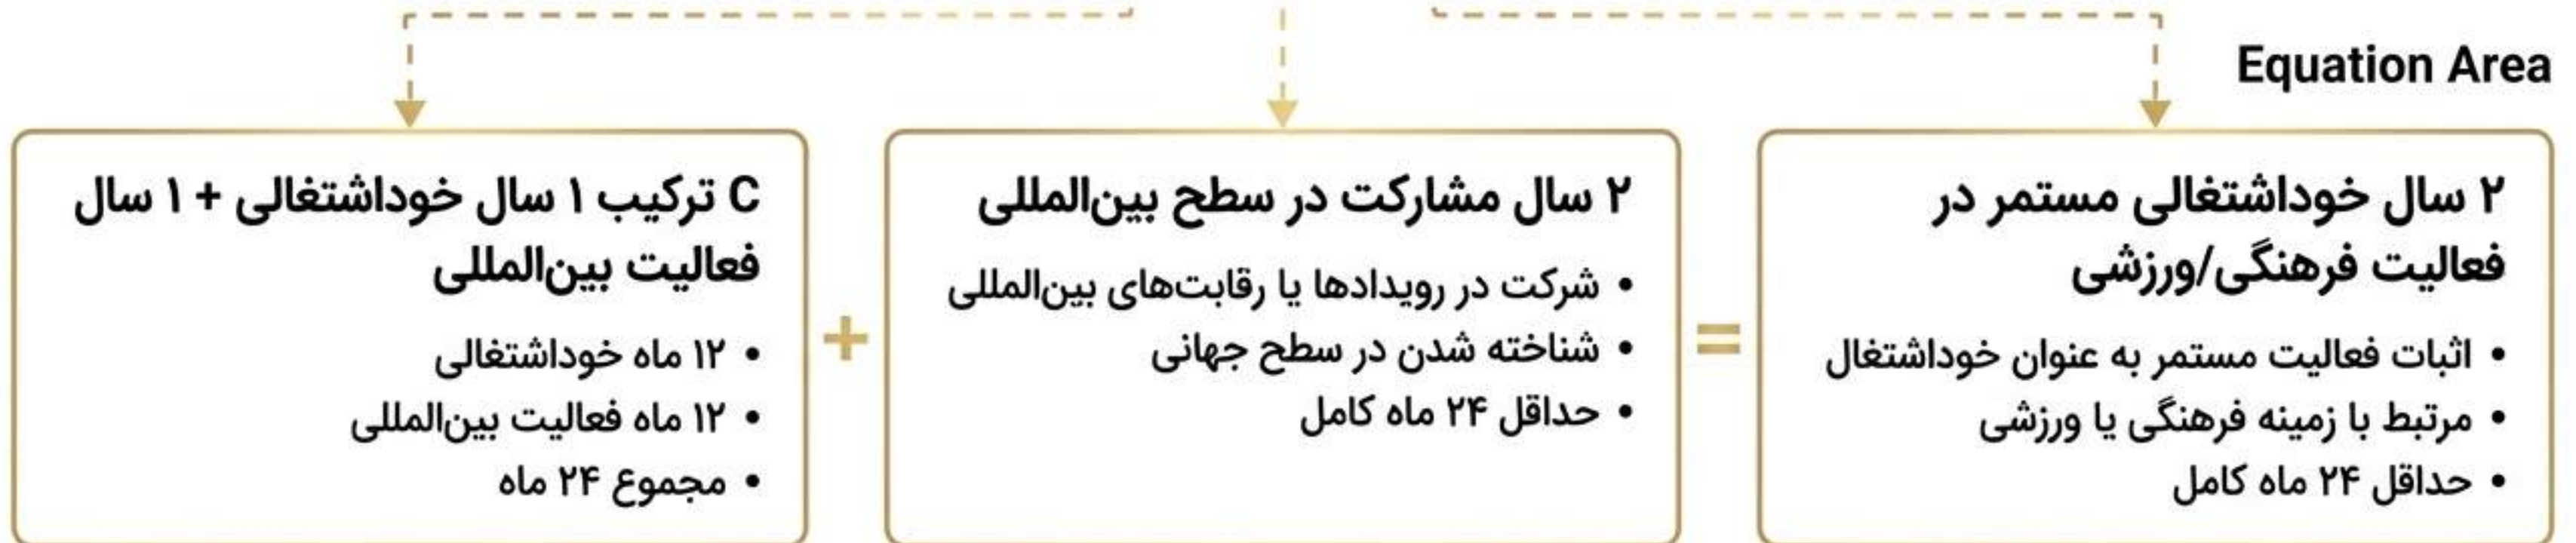 Equation Area
۲ سال خوداشتغالی مستمر در
فعالیت فرهنگی/ورزشی
• اثبات فعالیت مستمر به عنوان خوداشتغال
• مرتبط با زمینه فرهنگی یا ورزشی
• حداقل ۲۴ ماه کامل
=
۲ سال مشارکت در سطح بین‌المللی
• شرکت در رویدادها یا رقابت‌های بین‌المللی
• شناخته شدن در سطح جهانی
• حداقل ۲۴ ماه کامل
+
C ترکیب ۱ سال خوداشتغالی + ۱ سال
فعالیت بین‌المللی
• ۱۲ ماه خوداشتغالی
• ۱۲ ماه فعالیت بین‌المللی
• مجموع ۲۴ ماه